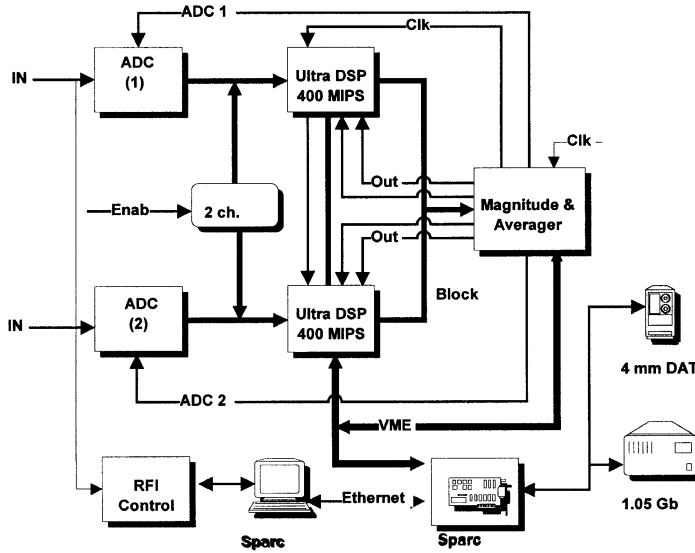 ADC 1
Clk
IN
ADC
(1)
Ultra DSP
400 MIPS
Clk
Out
Magnitude &
Averager
Enab
2 ch.
Out
Block
IN
ADC
(2)
Ultra DSP
400 MIPS
4 mm DAT
ADC 2
VME
RFI
Control
Ethernet
1.05 Gb
Sparc
Sparc